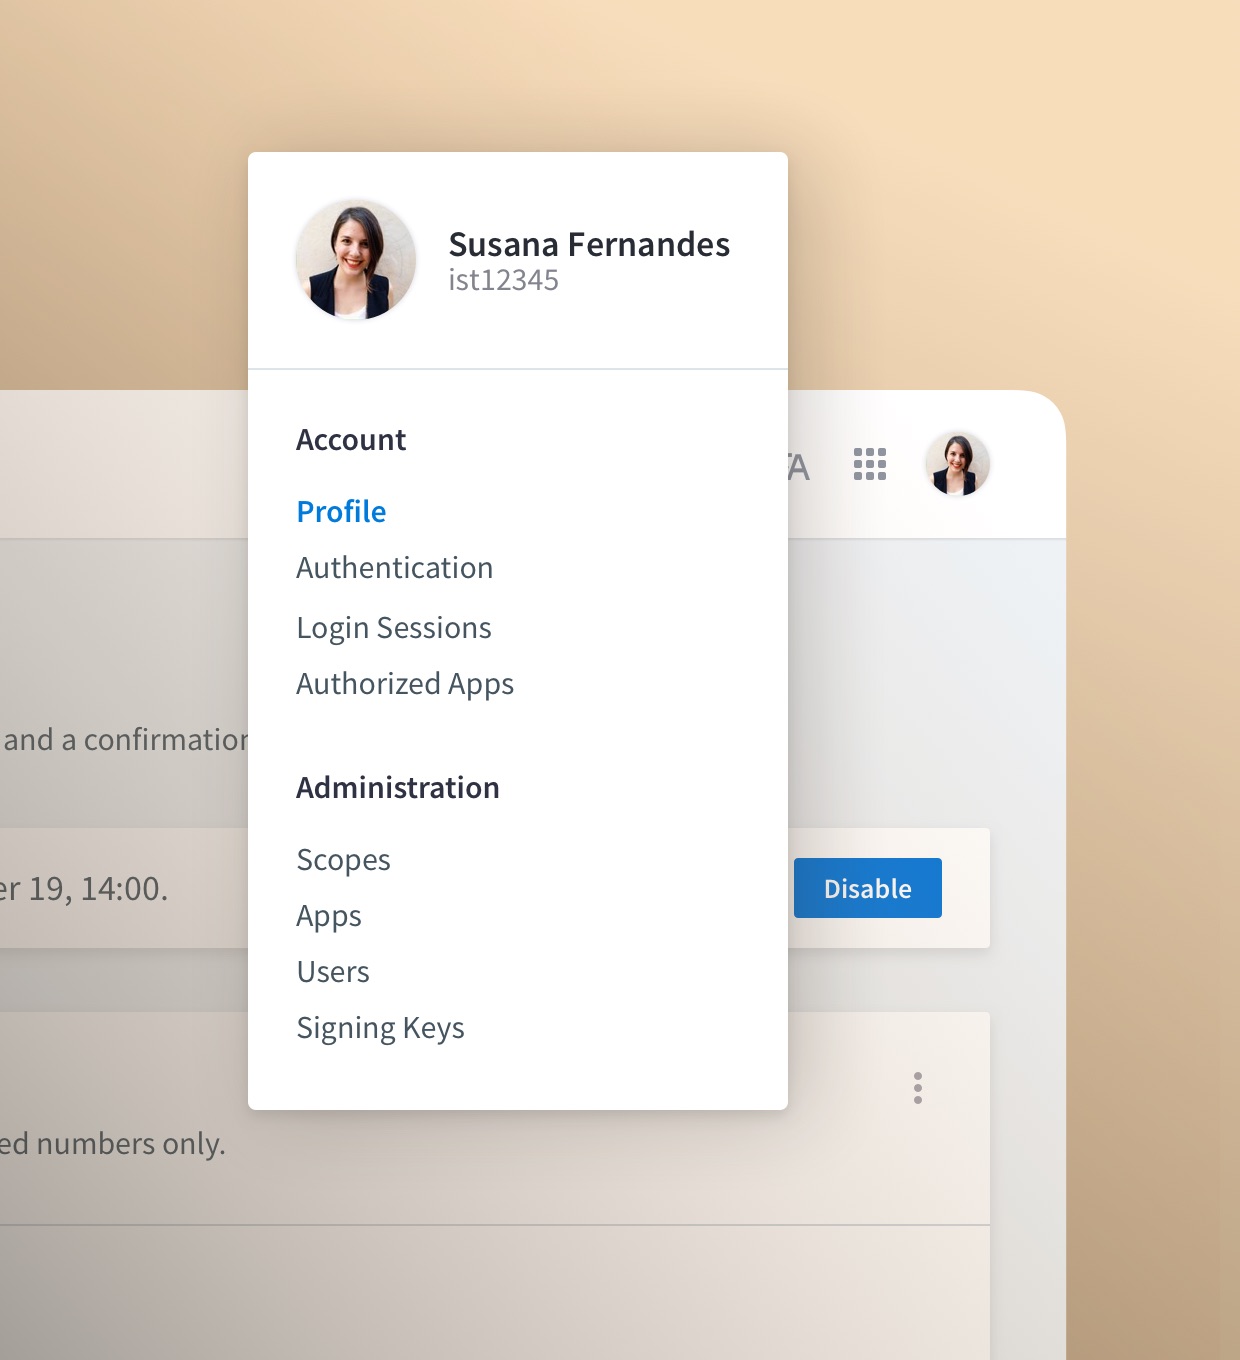 Susana Fernandes
ist12345
Account
Profile
Authentication
Login Sessions
Authorized Apps
Administration
Scopes
Apps
Users
Signing Keys
and a confirmation
er 19, 14:00.
Disable
ed numbers only.